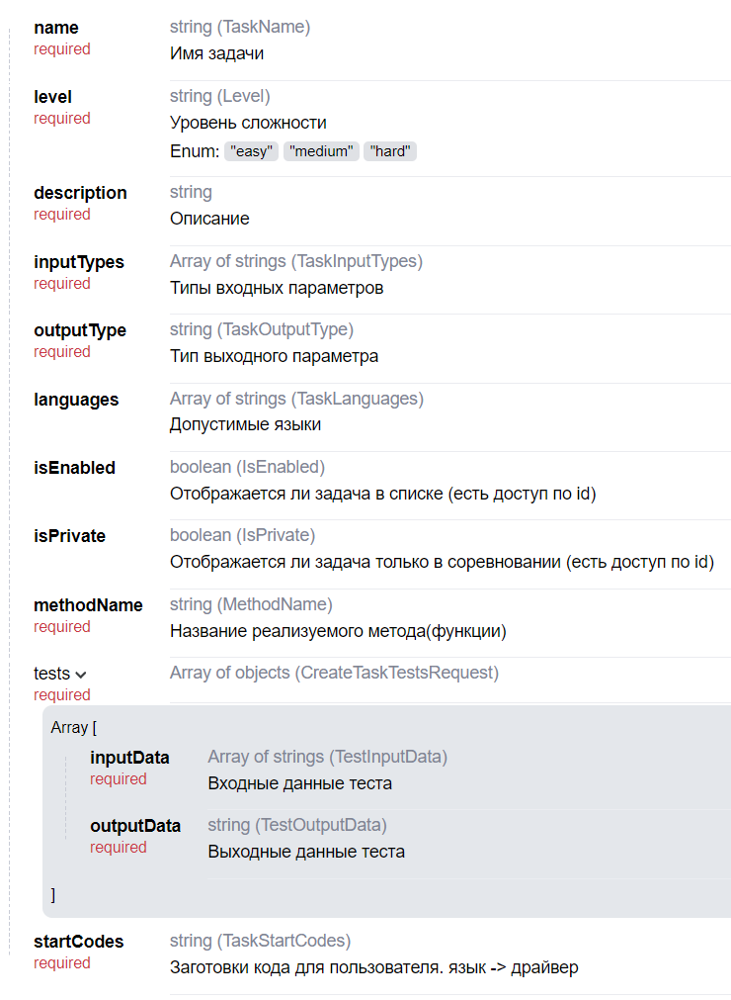 name string (TaskName)
required Имя задачи
level string (Level)
required Уровень сложности
Enum: "easy" "medium" "hard"
description string
required Описание
inputTypes Array of strings (TaskInputTypes)
required Типы входных параметров
outputType string (TaskOutputType)
required Тип выходного параметра
languages Array of strings (TaskLanguages)
Допустимые языки
isEnabled boolean (IsEnabled)
Отображается ли задача в списке (есть доступ по id)
isPrivate boolean (IsPrivate)
Отображается ли задача только в соревновании (есть доступ по id)
methodName string (MethodName)
required Название реализуемого метода(функции)
tests Array of objects (CreateTaskTestsRequest)
required
Array [
inputData Array of strings (TestInputData)
required Входные данные теста
outputData string (TestOutputData)
required Выходные данные теста
]
startCodes string (TaskStartCodes)
required Заготовки кода для пользователя. язык -> драйвер